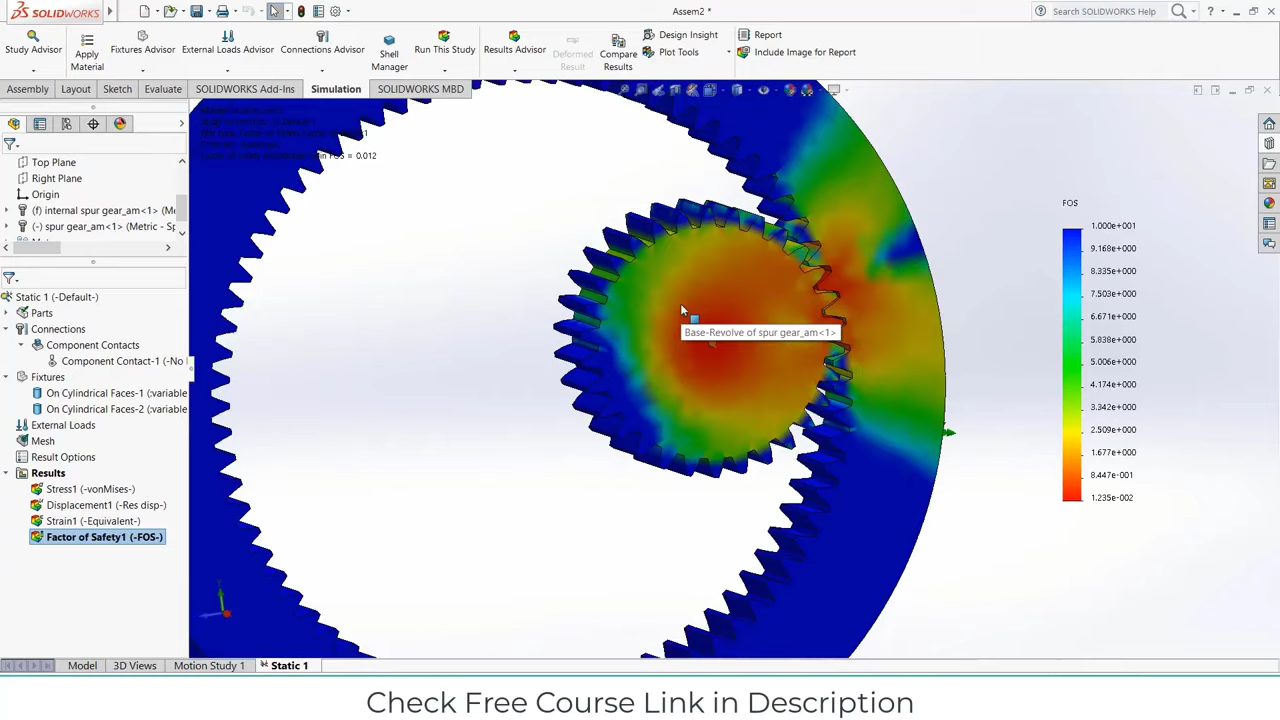 SOLIDWORKS
Assem2 *
Search SOLIDWORKS Help
Study Advisor
Apply Material
Fixtures Advisor
External Loads Advisor
Connections Advisor
Shell Manager
Run This Study
Results Advisor
Deformed Result
Compare Results
Design Insight
Plot Tools
Report
Include Image for Report
Assembly
Layout
Sketch
Evaluate
SOLIDWORKS Add-Ins
Simulation
SOLIDWORKS MBD
Top Plane
Right Plane
Origin
(f) internal spur gear_am<1> (Me
(-) spur gear_am<1> (Metric - Sp
Static 1 (-Default-)
Parts
Connections
Component Contacts
Component Contact-1 (-No
Fixtures
On Cylindrical Faces-1 (:variable
On Cylindrical Faces-2 (:variable
External Loads
Mesh
Result Options
Results
Stress1 (-vonMises-)
Displacement1 (-Res disp-)
Strain1 (-Equivalent-)
Factor of Safety1 (-FOS-)
FOS = 0.012
Base-Revolve of spur gear_am<1>
FOS
1.000e+001
9.168e+000
8.335e+000
7.503e+000
6.671e+000
5.838e+000
5.006e+000
4.174e+000
3.342e+000
2.509e+000
1.677e+000
8.447e-001
1.235e-002
Model
3D Views
Motion Study 1
Static 1
Check Free Course Link in Description